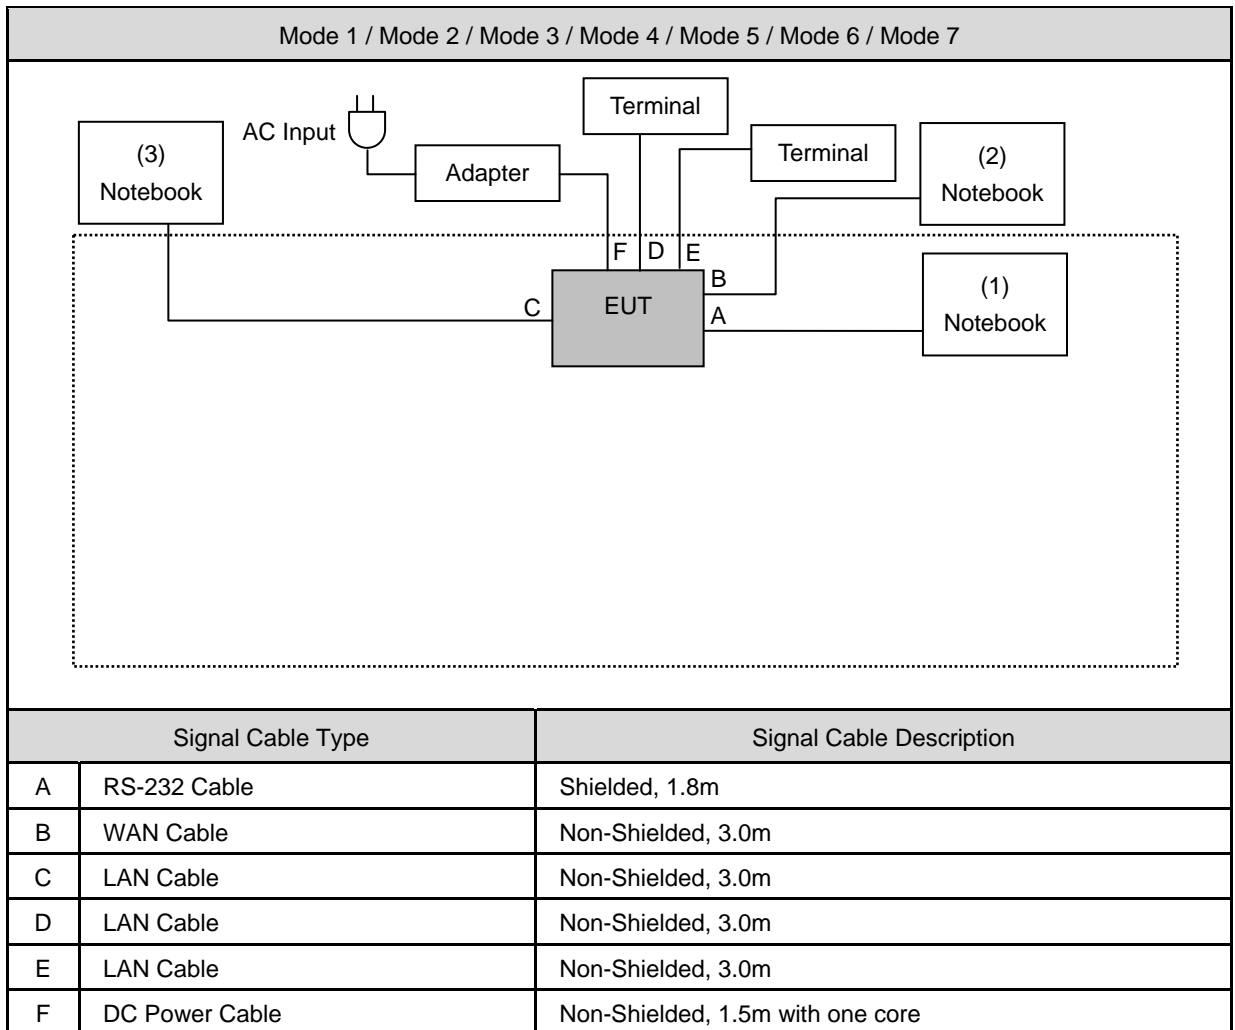 Mode 1 / Mode 2 / Mode 3 / Mode 4 / Mode 5 / Mode 6 / Mode 7
Terminal
AC Input
(3)
Notebook
Adapter
Terminal
(2)
Notebook
F D E
B
C
EUT
A
(1)
Notebook
Signal Cable Type Signal Cable Description
A RS-232 Cable Shielded, 1.8m
B WAN Cable Non-Shielded, 3.0m
C LAN Cable Non-Shielded, 3.0m
D LAN Cable Non-Shielded, 3.0m
E LAN Cable Non-Shielded, 3.0m
F DC Power Cable Non-Shielded, 1.5m with one core